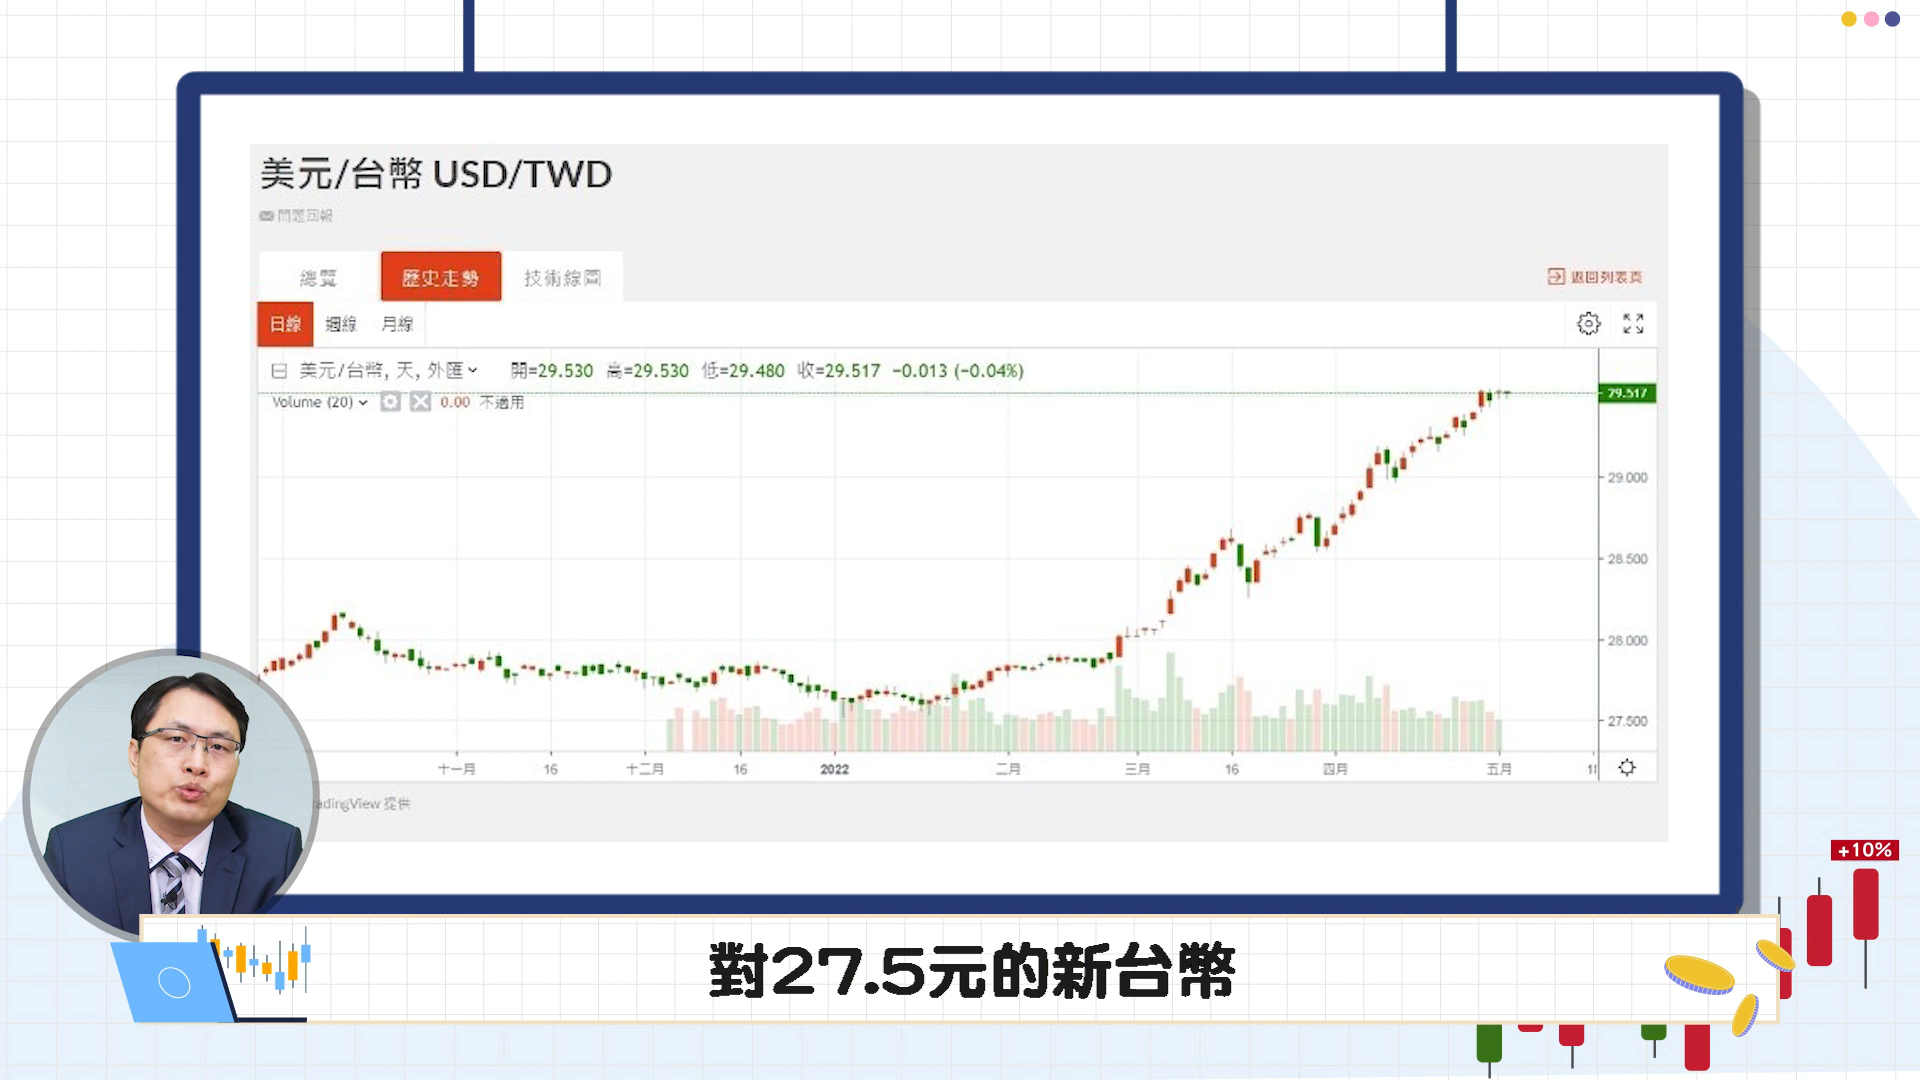 美元/台幣 USD/TWD
問題回報
總覽 歷史走勢 技術線圖
返回列表頁
日線 週線 月線
美元/台幣, 天, 外匯 開=29.530 高=29.530 低=29.480 收=29.517 −0.013 (−0.04%)
Volume (20) 0.00 不適用
29.517
29.000
28.500
28.000
27.500
十一月 16 十二月 16 2022 二月 三月 16 四月 五月
adingView 提供
+10%
對27.5元的新台幣